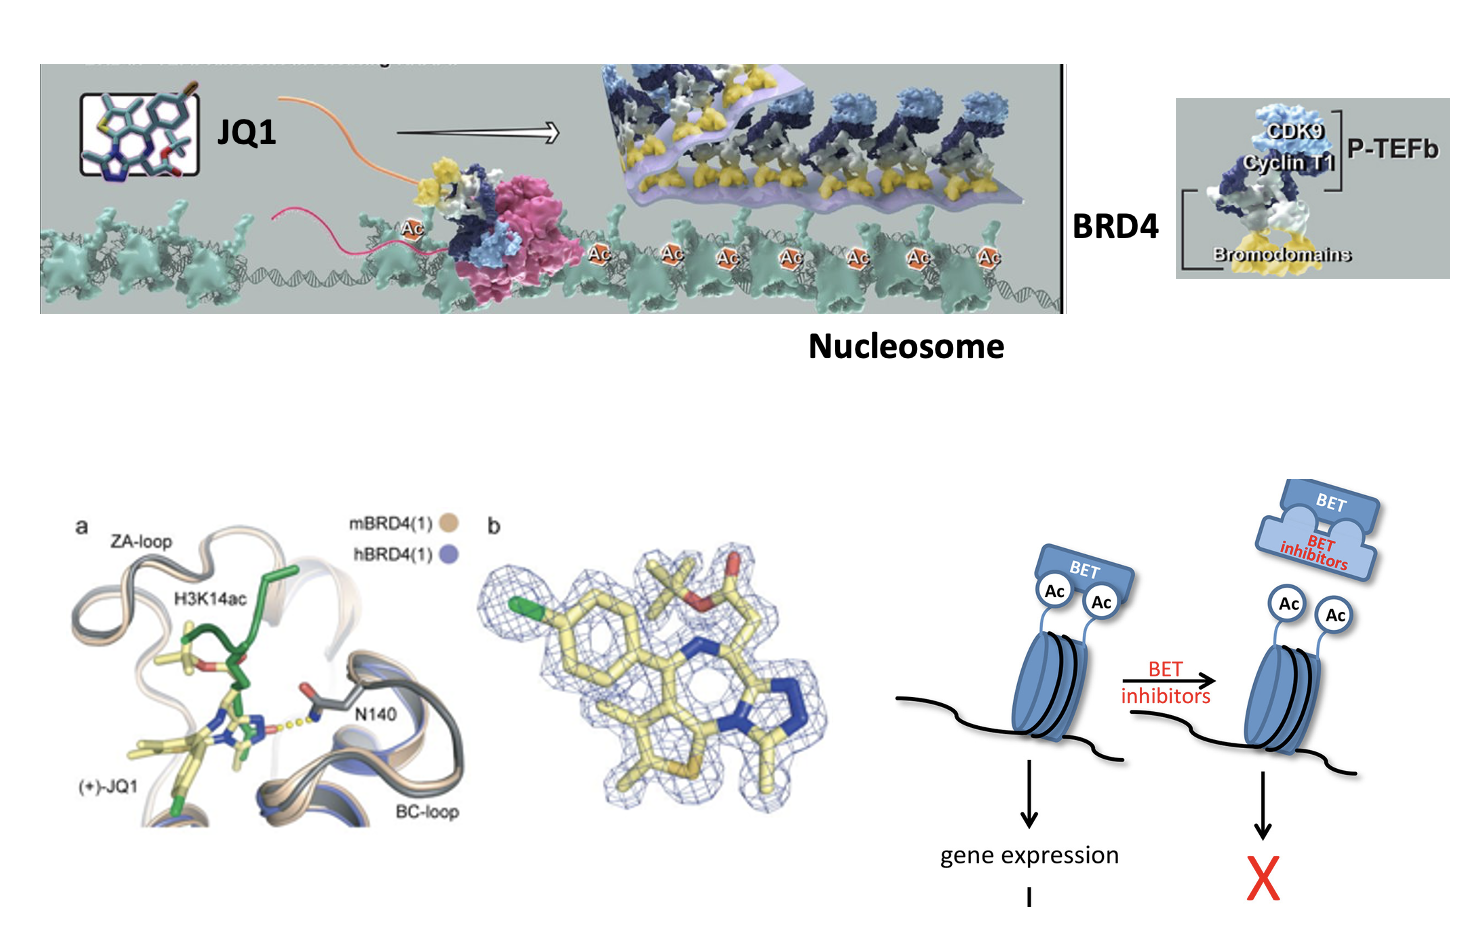 JQ1
Ac
Ac
Ac
Ac
Ac
Ac
Ac
Ac
BRD4
Nucleosome
CDK9
Cyclin T1
P-TEFb
Bromodomains
a
ZA-loop
mBRD4(1)
hBRD4(1)
H3K14ac
N140
(+)-JQ1
BC-loop
b
BET
Ac
Ac
gene expression
BET
inhibitors
BET
BET
inhibitors
Ac
Ac
X